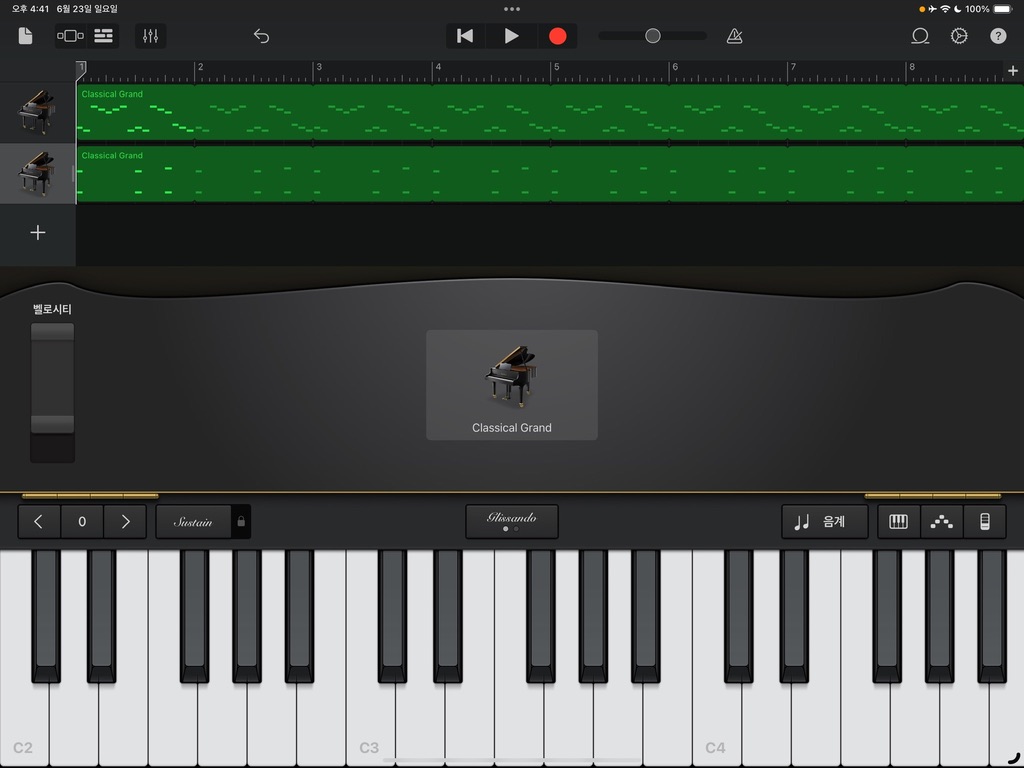 오후 4:41 6월 23일 일요일
100%
1 2 3 4 5 6 7 8
Classical Grand
Classical Grand
벨로시티
Classical Grand
0
Sustain
Glissando
음계
C2 C3 C4